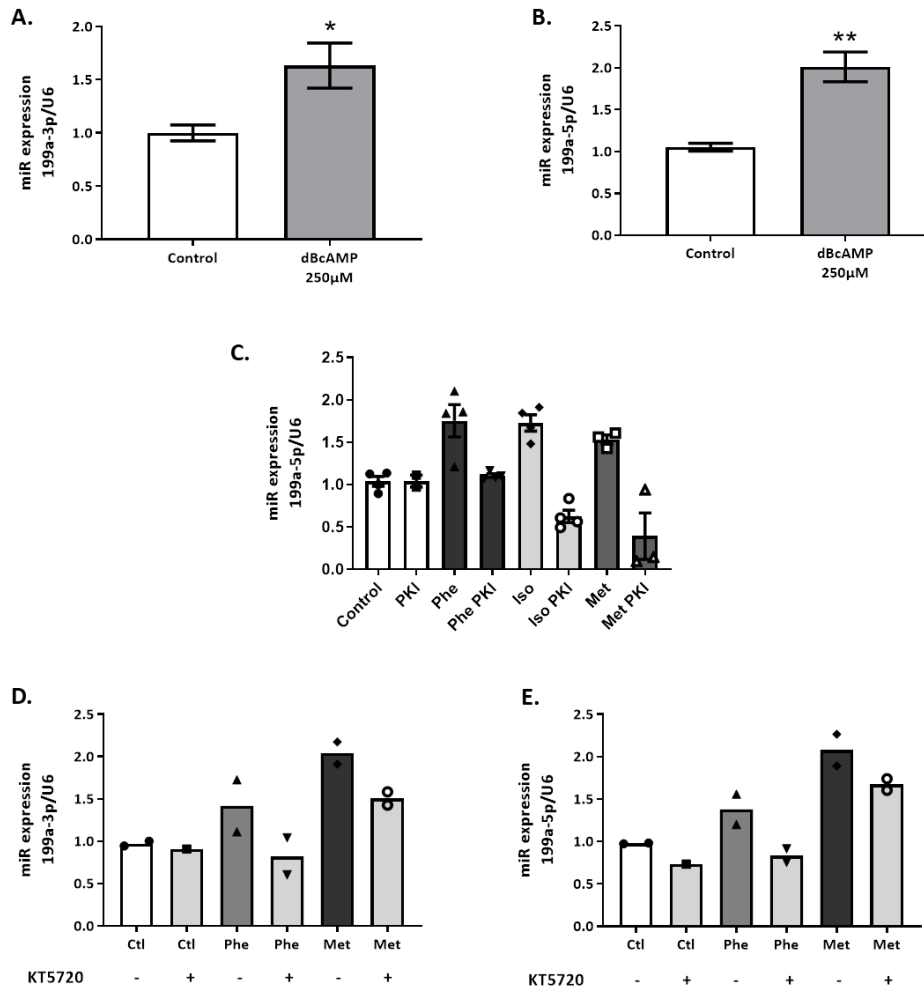 A.
miR expression
199a-3p/U6
2.0
1.5
1.0
0.5
0.0
*
Control
dBcAMP
250µM
B.
miR expression
199a-5p/U6
2.5
2.0
1.5
1.0
0.5
0.0
**
Control
dBcAMP
250µM
C.
miR expression
199a-5p/U6
2.5
2.0
1.5
1.0
0.5
0.0
Control
PKI
Phe
Phe PKI
Iso
Iso PKI
Met
Met PKI
D.
miR expression
199a-3p/U6
2.5
2.0
1.5
1.0
0.5
0.0
Ctl Ctl Phe Phe Met Met
KT5720 - + - + - +
E.
miR expression
199a-5p/U6
2.5
2.0
1.5
1.0
0.5
0.0
Ctl Ctl Phe Phe Met Met
KT5720 - + - + - +